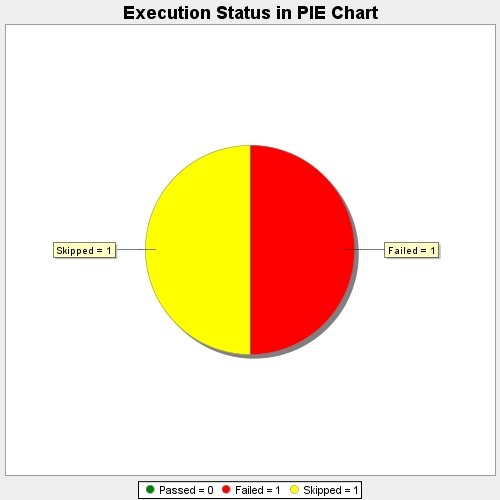 Execution Status in PIE Chart
Skipped = 1
Failed = 1
Passed = 0 Failed = 1 Skipped = 1